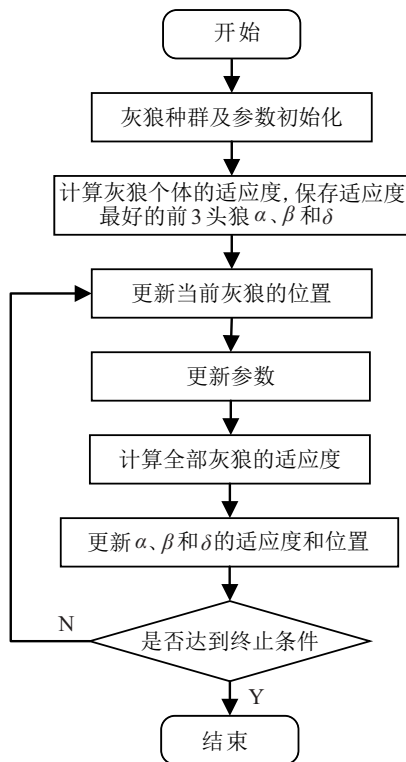 开始
灰狼种群及参数初始化
计算灰狼个体的适应度,保存适应度
最好的前3头狼α、β和δ
更新当前灰狼的位置
更新参数
计算全部灰狼的适应度
更新α、β和δ的适应度和位置
N
是否达到终止条件
Y
结束